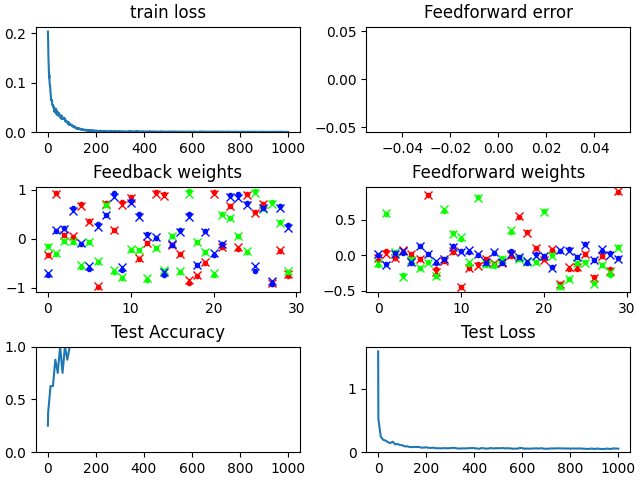 train loss
Feedforward error
0.2
0.1
0.0
0 200 400 600 800 1000
0.05
0.00
−0.05
−0.04 −0.02 0.00 0.02 0.04
Feedback weights
Feedforward weights
1
0
−1
0 10 20 30
0.5
0.0
−0.5
0 10 20 30
Test Accuracy
Test Loss
1.0
0.5
0.0
0 200 400 600 800 1000
1
0
0 200 400 600 800 1000